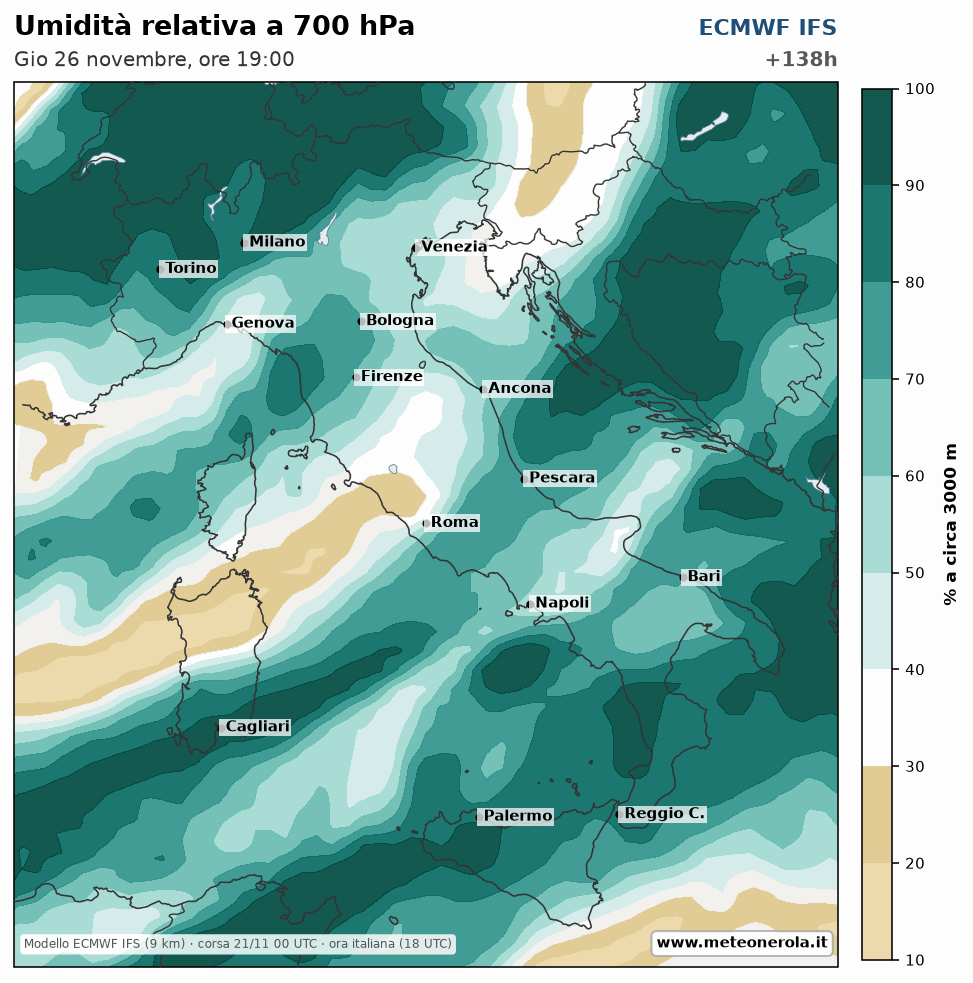 Umidità relativa a 700 hPa
ECMWF IFS
Gio 26 novembre, ore 19:00
+138h
Milano
Venezia
Torino
Genova
Bologna
Firenze
Ancona
Pescara
Roma
Bari
Napoli
Cagliari
Palermo
Reggio C.
100
90
80
70
60
50
40
30
20
10
% a circa 3000 m
Modello ECMWF IFS (9 km) · corsa 21/11 00 UTC · ora italiana (18 UTC)
www.meteonerola.it